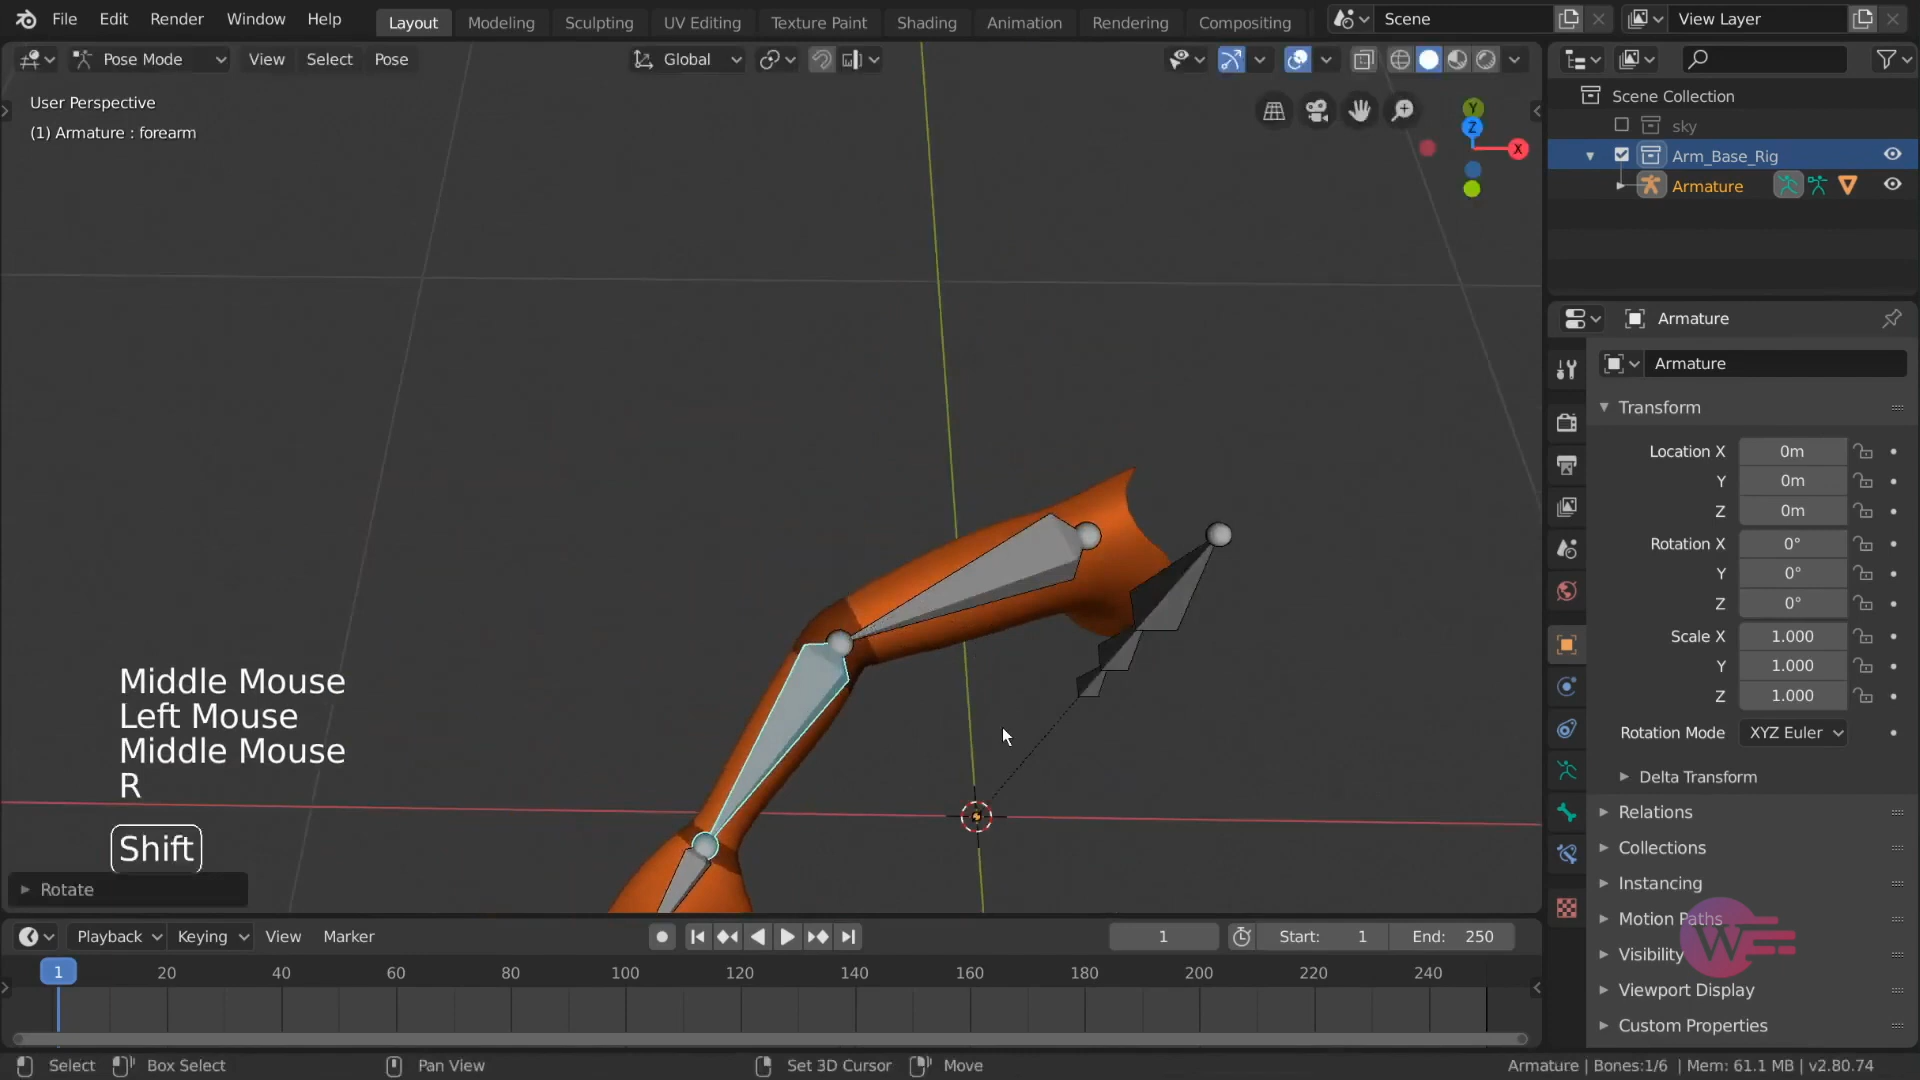 File Edit Render Window Help Layout Modeling Sculpting UV Editing Texture Paint Shading Animation Rendering Compositing Scene View Layer
Pose Mode View Select Pose Global
User Perspective
(1) Armature : forearm
Y
Z
X
Scene Collection
sky
Arm_Base_Rig
Armature
Armature
Armature
Transform
Location X 0m
Y 0m
Z 0m
Rotation X 0°
Y 0°
Z 0°
Scale X 1.000
Y 1.000
Z 1.000
Rotation Mode XYZ Euler
Delta Transform
Relations
Collections
Instancing
Motion Paths
Visibility
Viewport Display
Custom Properties
Middle Mouse
Left Mouse
Middle Mouse
R
Shift
Rotate
Playback Keying View Marker 1 Start: 1 End: 250
1 20 40 60 80 100 120 140 160 180 200 220 240
Select Box Select Pan View Set 3D Cursor Move Armature | Bones:1/6 | Mem: 61.1 MB | v2.80.74